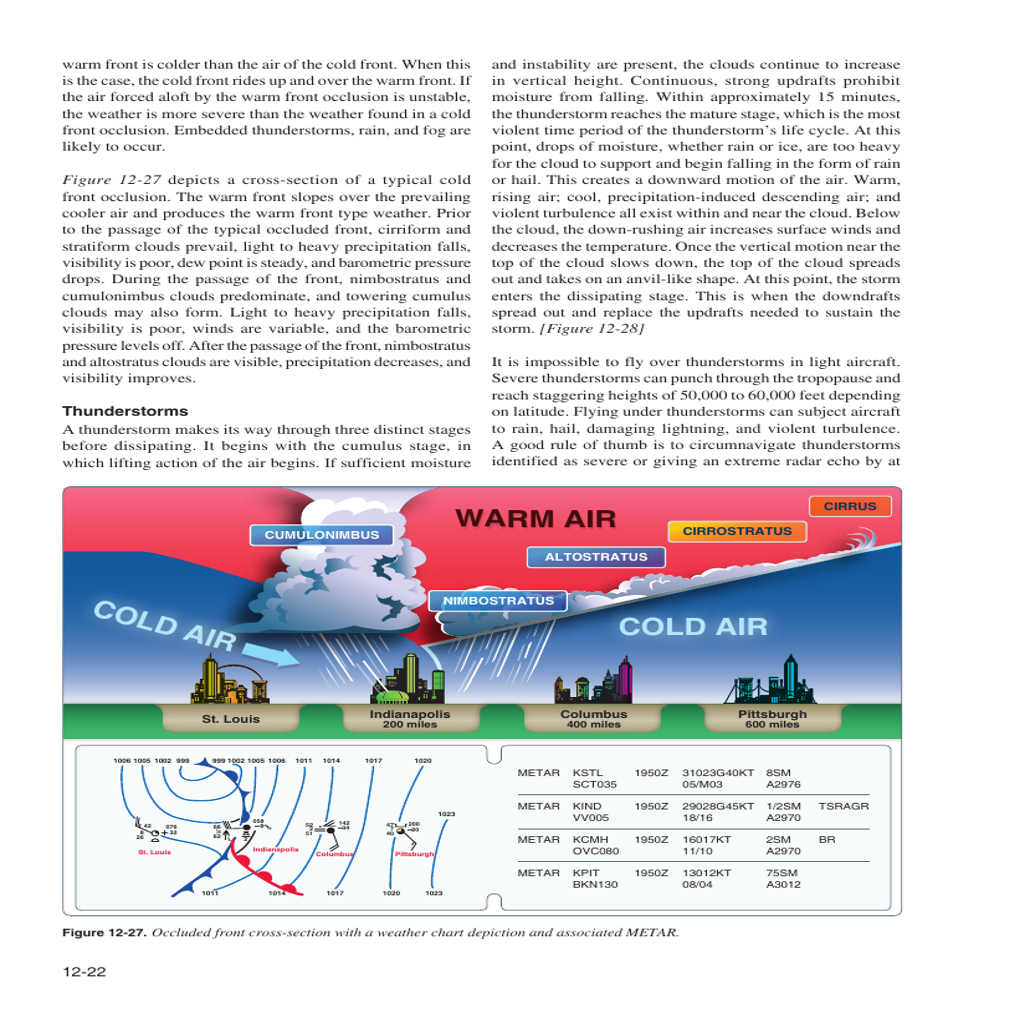 warm front is colder than the air of the cold front. When this
is the case, the cold front rides up and over the warm front. If
the air forced aloft by the warm front occlusion is unstable,
the weather is more severe than the weather found in a cold
front occlusion. Embedded thunderstorms, rain, and fog are
likely to occur.
Figure 12-27 depicts a cross-section of a typical cold
front occlusion. The warm front slopes over the prevailing
cooler air and produces the warm front type weather. Prior
to the passage of the typical occluded front, cirriform and
stratiform clouds prevail, light to heavy precipitation falls,
visibility is poor, dew point is steady, and barometric pressure
drops. During the passage of the front, nimbostratus and
cumulonimbus clouds predominate, and towering cumulus
clouds may also form. Light to heavy precipitation falls,
visibility is poor, winds are variable, and the barometric
pressure levels off. After the passage of the front, nimbostratus
and altostratus clouds are visible, precipitation decreases, and
visibility improves.
Thunderstorms
A thunderstorm makes its way through three distinct stages
before dissipating. It begins with the cumulus stage, in
which lifting action of the air begins. If sufficient moisture
and instability are present, the clouds continue to increase
in vertical height. Continuous, strong updrafts prohibit
moisture from falling. Within approximately 15 minutes,
the thunderstorm reaches the mature stage, which is the most
violent time period of the thunderstorm's life cycle. At this
point, drops of moisture, whether rain or ice, are too heavy
for the cloud to support and begin falling in the form of rain
or hail. This creates a downward motion of the air. Warm,
rising air; cool, precipitation-induced descending air; and
violent turbulence all exist within and near the cloud. Below
the cloud, the down-rushing air increases surface winds and
decreases the temperature. Once the vertical motion near the
top of the cloud slows down, the top of the cloud spreads
out and takes on an anvil-like shape. At this point, the storm
enters the dissipating stage. This is when the downdrafts
spread out and replace the updrafts needed to sustain the
storm. [Figure 12-28]
It is impossible to fly over thunderstorms in light aircraft.
Severe thunderstorms can punch through the tropopause and
reach staggering heights of 50,000 to 60,000 feet depending
on latitude. Flying under thunderstorms can subject aircraft
to rain, hail, damaging lightning, and violent turbulence.
A good rule of thumb is to circumnavigate thunderstorms
identified as severe or giving an extreme radar echo by at
CIRRUS
WARM AIR
CIRROSTRATUS
CUMULONIMBUS
ALTOSTRATUS
NIMBOSTRATUS
COLD AIR
COLD AIR
St. Louis
Indianapolis
200 miles
Columbus
400 miles
Pittsburgh
600 miles
1006 1005 1002 999 999 1002 1005 1006 1011 1014 1017 1020
1023
42 076
32
058
142
200
St. Louis
Indianapolis
Columbus
Pittsburgh
1011 1014 1017 1020 1023
METAR KSTL 1950Z 31023G40KT 8SM
SCT035 05/M03 A2976
METAR KIND 1950Z 29028G45KT 1/2SM TSRAGR
VV005 18/16 A2970
METAR KCMH 1950Z 16017KT 2SM BR
OVC080 11/10 A2970
METAR KPIT 1950Z 13012KT 75SM
BKN130 08/04 A3012
Figure 12-27. Occluded front cross-section with a weather chart depiction and associated METAR.
12-22